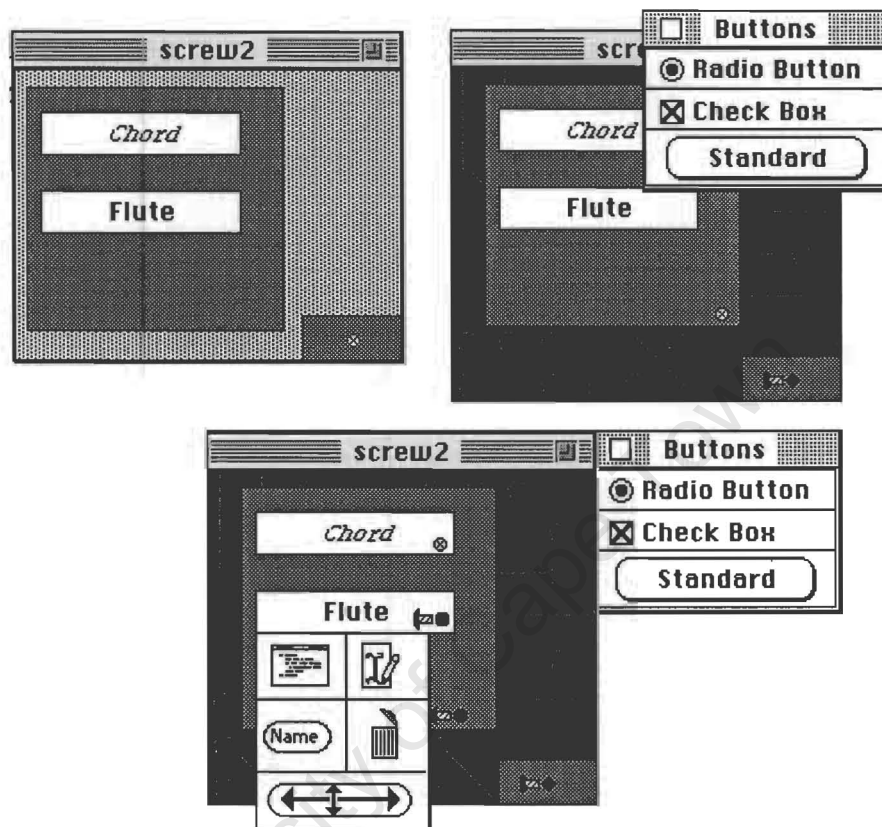 screw2
Chord
Flute
scre
Buttons
Radio Button
Check Box
Standard
Chord
Flute
screw2
Buttons
Radio Button
Check Box
Standard
Chord
Flute
Name